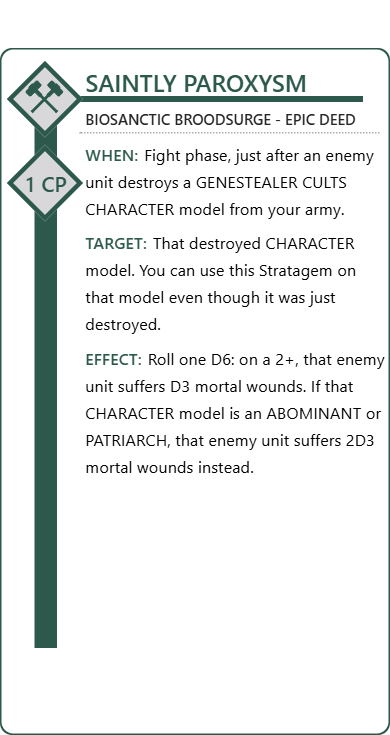 SAINTLY PAROXYSM
BIOSANCTIC BROODSURGE - EPIC DEED
WHEN: Fight phase, just after an enemy
1 CP
unit destroys a GENESTEALER CULTS
CHARACTER model from your army.
TARGET: That destroyed CHARACTER
model. You can use this Stratagem on
that model even though it was just
destroyed.
EFFECT: Roll one D6: on a 2+, that enemy
unit suffers D3 mortal wounds. If that
CHARACTER model is an ABOMINANT or
PATRIARCH, that enemy unit suffers 2D3
mortal wounds instead.